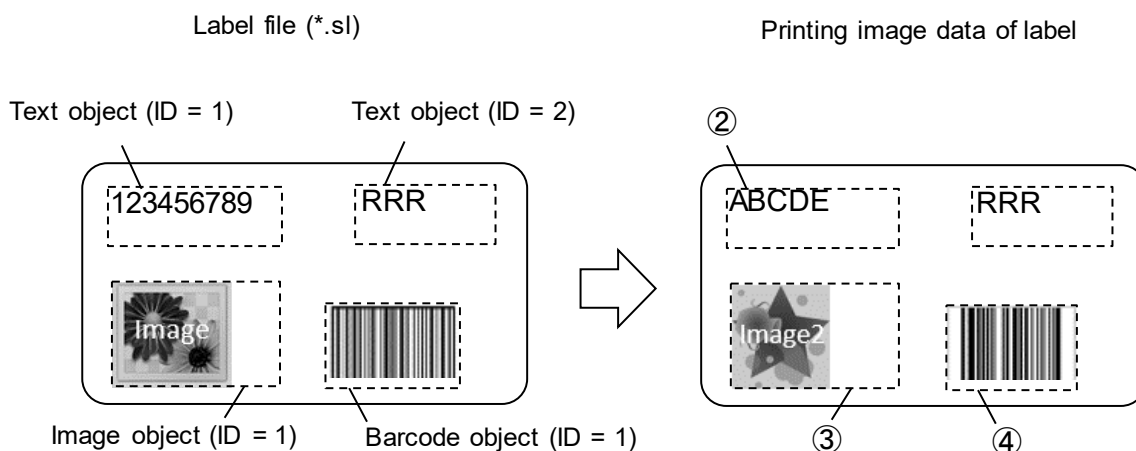 Label file (*.sl)
Printing image data of label
Text object (ID = 1)
Text object (ID = 2)
②
123456789
RRR
ABCDE
RRR
Image
Image2
Image object (ID = 1)
Barcode object (ID = 1)
③
④